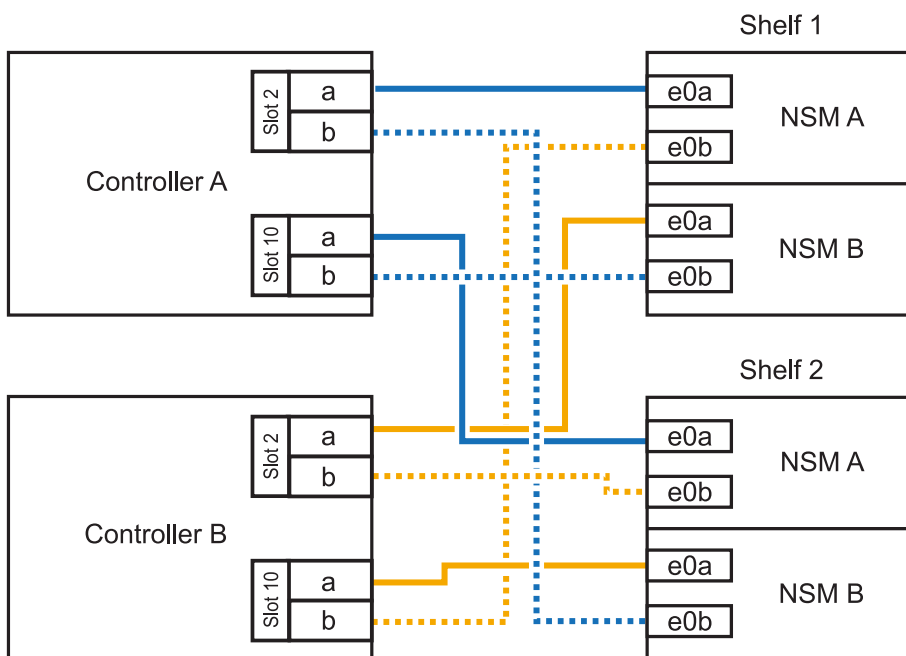 Shelf 1
Controller A
Slot 2
a
b
Slot 10
a
b
e0a
e0b
NSM A
e0a
e0b
NSM B
Shelf 2
Controller B
Slot 2
a
b
Slot 10
a
b
e0a
e0b
NSM A
e0a
e0b
NSM B